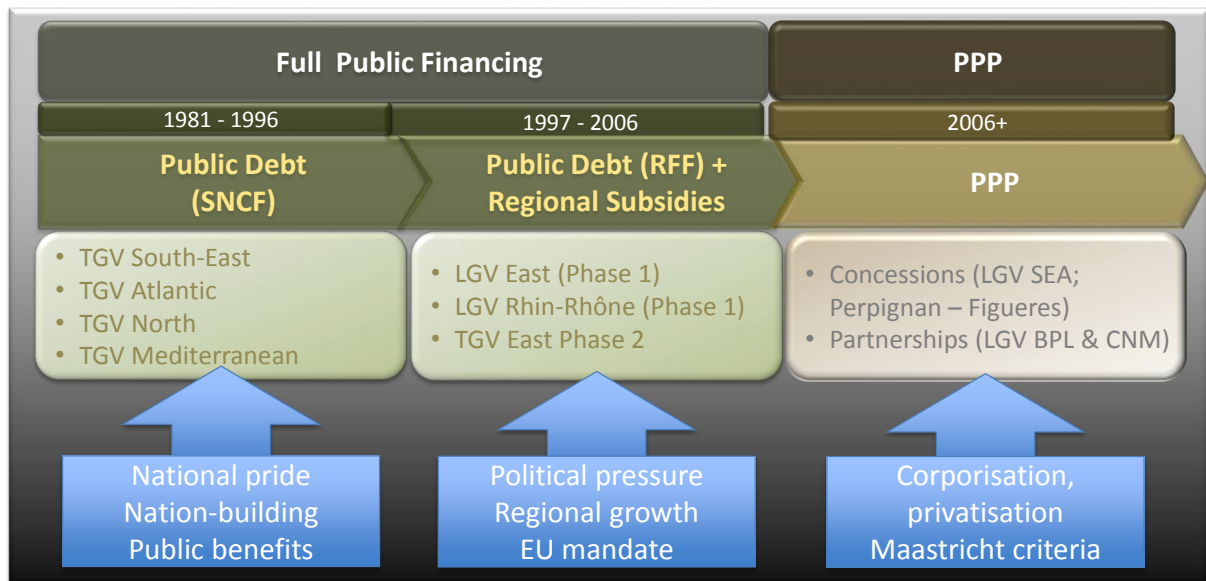 Full Public Financing
PPP
1981 - 1996
1997 - 2006
2006+
Public Debt
(SNCF)
Public Debt (RFF) +
Regional Subsidies
PPP
• TGV South-East
• TGV Atlantic
• TGV North
• TGV Mediterranean
• LGV East (Phase 1)
• LGV Rhin-Rhône (Phase 1)
• TGV East Phase 2
• Concessions (LGV SEA;
Perpignan – Figueres)
• Partnerships (LGV BPL & CNM)
National pride
Nation-building
Public benefits
Political pressure
Regional growth
EU mandate
Corporisation,
privatisation
Maastricht criteria